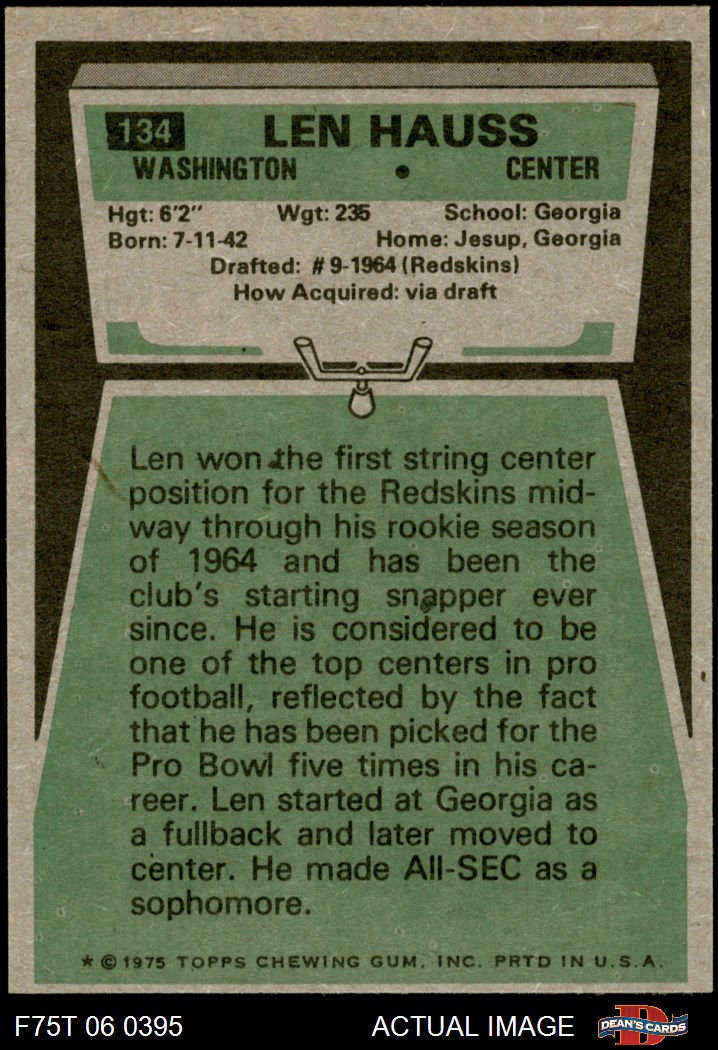 134 LEN HAUSS
WASHINGTON • CENTER
Hgt: 6'2" Wgt: 235 School: Georgia
Born: 7-11-42 Home: Jesup, Georgia
Drafted: #9-1964 (Redskins)
How Acquired: via draft
Len won the first string center
position for the Redskins mid-
way through his rookie season
of 1964 and has been the
club's starting snapper ever
since. He is considered to be
one of the top centers in pro
football, reflected by the fact
that he has been picked for the
Pro Bowl five times in his ca-
reer. Len started at Georgia as
a fullback and later moved to
center. He made All-SEC as a
sophomore.
* © 1975 TOPPS CHEWING GUM, INC. PRTD IN U.S.A.
F75T 06 0395 ACTUAL IMAGE D DEAN'S CARDS